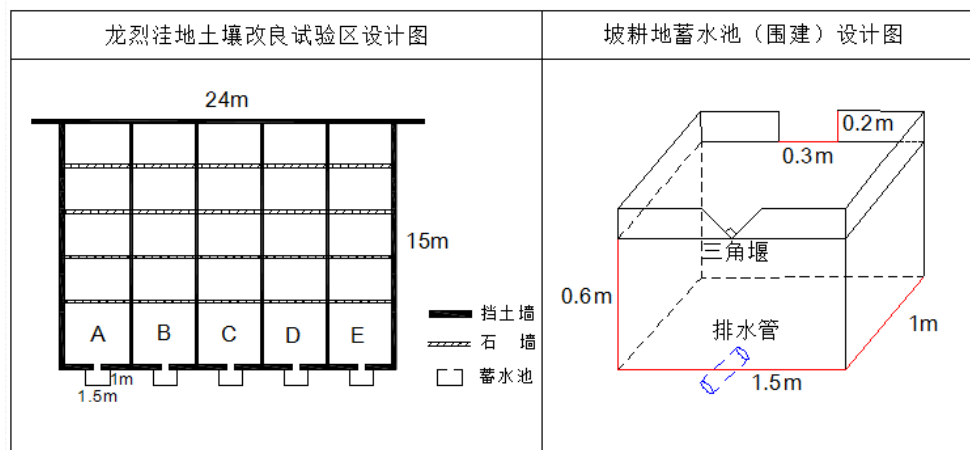 龙烈洼地土壤改良试验区设计图
坡耕地蓄水池（围建）设计图
24m
15m
A B C D E
1m
1.5m
挡土墙
石 墙
蓄水池
0.2m
0.3m
三角堰
0.6m
排水管
1m
1.5m